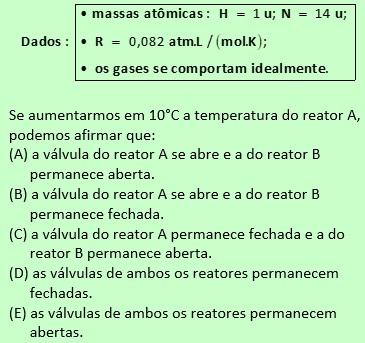 • massas atômicas : H = 1 u; N = 14 u;
Dados : • R = 0,082 atm.L / (mol.K);
• os gases se comportam idealmente.
Se aumentarmos em 10°C a temperatura do reator A,
podemos afirmar que:
(A) a válvula do reator A se abre e a do reator B
permanece aberta.
(B) a válvula do reator A se abre e a do reator B
permanece fechada.
(C) a válvula do reator A permanece fechada e a do
reator B permanece aberta.
(D) as válvulas de ambos os reatores permanecem
fechadas.
(E) as válvulas de ambos os reatores permanecem
abertas.